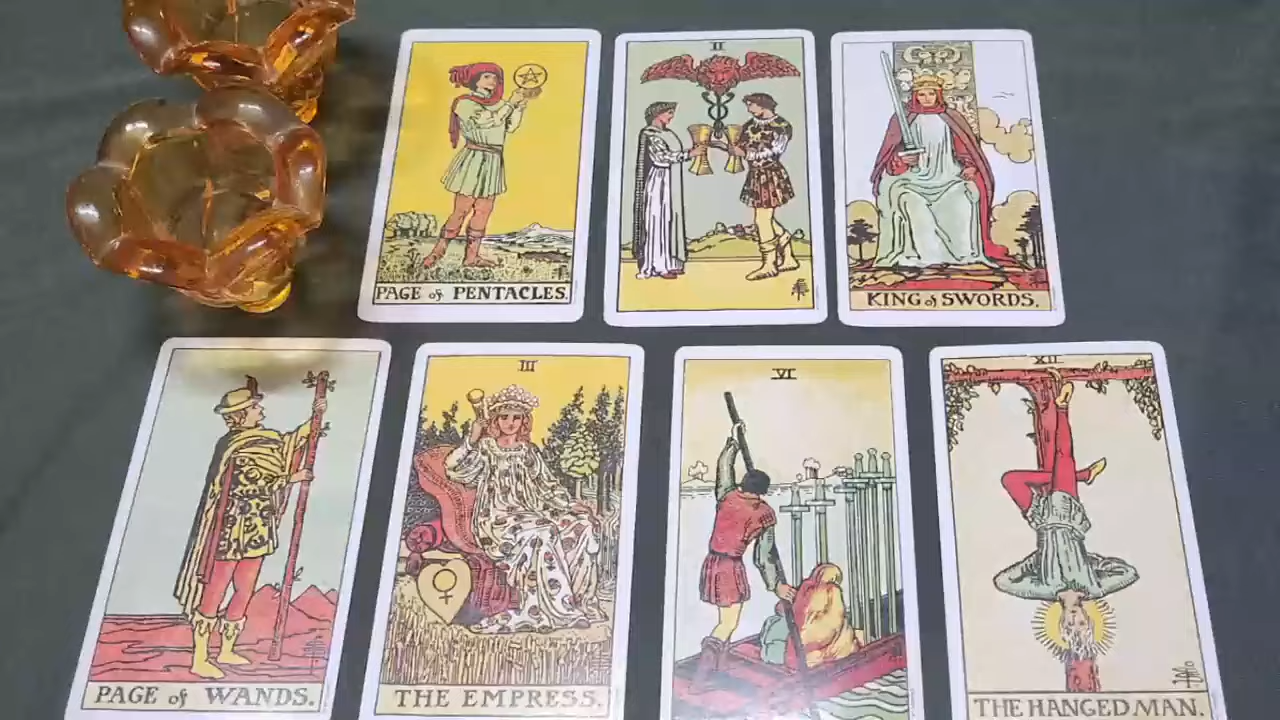 II
PAGE of PENTACLES.
KING of SWORDS.
III
VI
XII
PAGE of WANDS.
THE EMPRESS.
THE HANGED MAN.